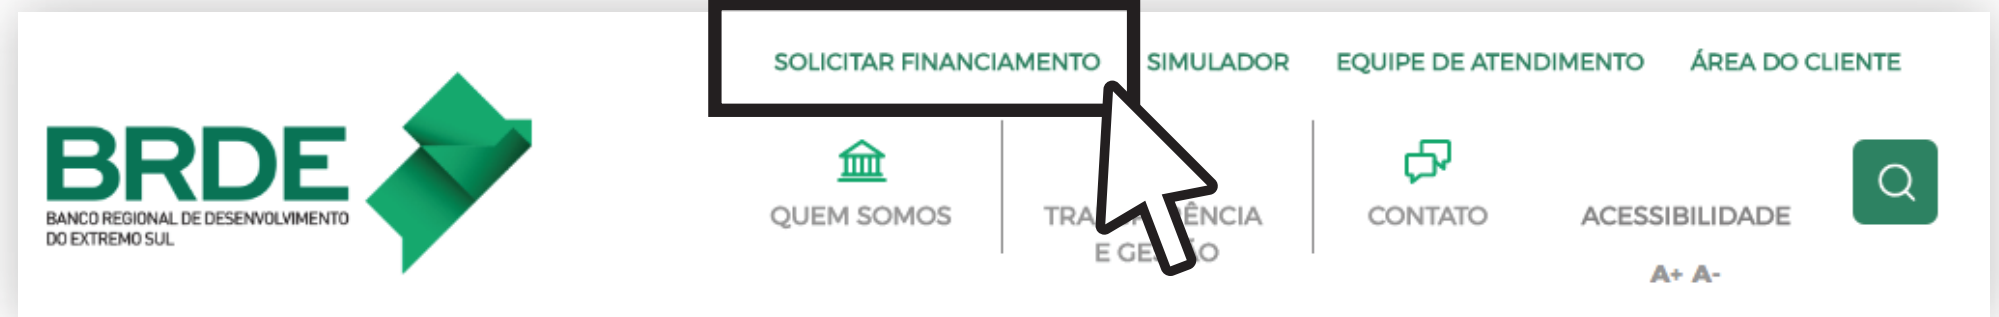 SOLICITAR FINANCIAMENTO SIMULADOR EQUIPE DE ATENDIMENTO ÁREA DO CLIENTE
BRDE
BANCO REGIONAL DE DESENVOLVIMENTO
DO EXTREMO SUL
QUEM SOMOS
CONTATO
ACESSIBILIDADE
A+ A-